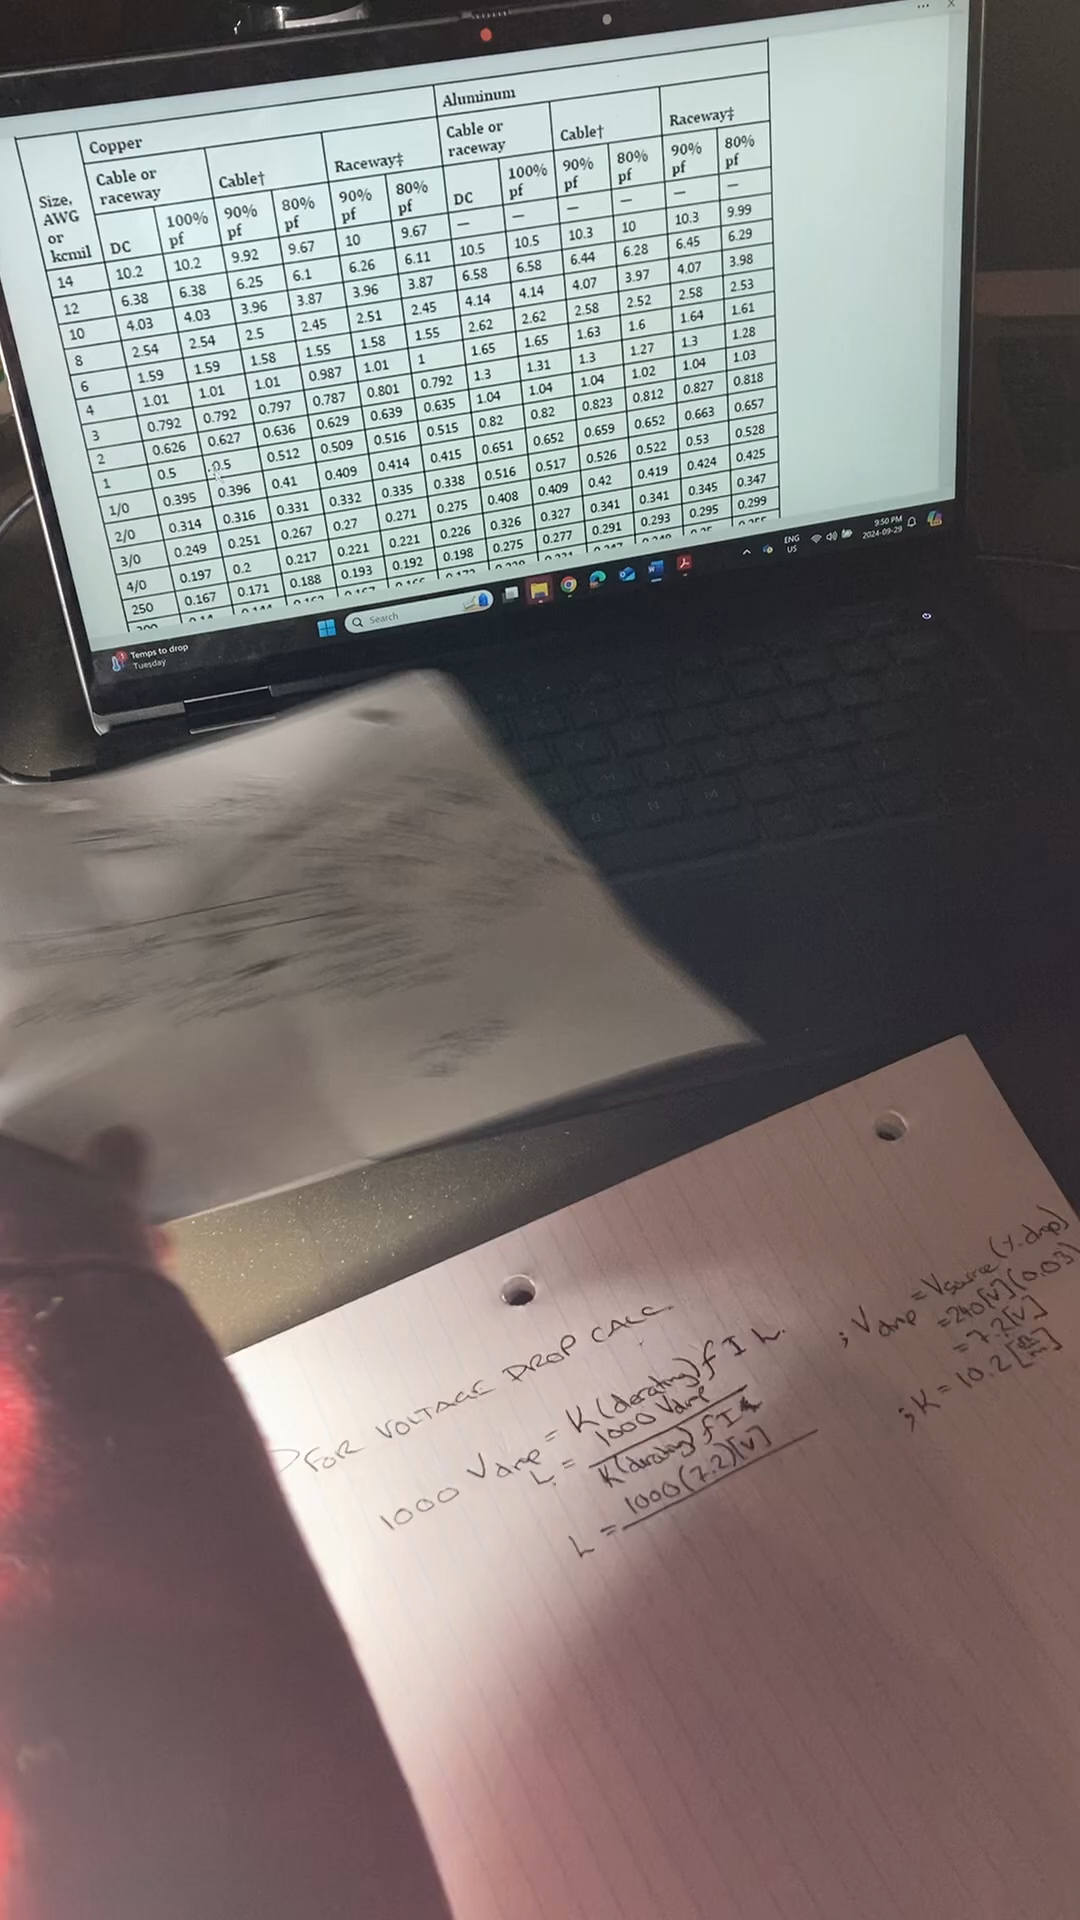 Copper Aluminum
Size, AWG or kcmil Cable or raceway Cable† Raceway‡ Cable or raceway Cable† Raceway‡
DC 100% pf 90% pf 80% pf 90% pf 80% pf DC 100% pf 90% pf 80% pf 90% pf 80% pf
14 10.2 10.2 9.92 9.67 10 9.67 — — — — — —
12 6.38 6.38 6.25 6.1 6.26 6.11 10.5 10.5 10.3 10 10.3 9.99
10 4.03 4.03 3.96 3.87 3.96 3.87 6.58 6.58 6.44 6.28 6.45 6.29
8 2.54 2.54 2.5 2.45 2.51 2.45 4.14 4.14 4.07 3.97 4.07 3.98
6 1.59 1.59 1.58 1.55 1.58 1.55 2.62 2.62 2.58 2.52 2.58 2.53
4 1.01 1.01 1.01 0.987 1.01 1 1.65 1.65 1.63 1.6 1.64 1.61
3 0.792 0.792 0.797 0.787 0.801 0.792 1.3 1.31 1.3 1.27 1.3 1.28
2 0.626 0.627 0.636 0.629 0.639 0.635 1.04 1.04 1.04 1.02 1.04 1.03
1 0.5 0.5 0.512 0.509 0.516 0.515 0.82 0.82 0.823 0.812 0.827 0.818
1/0 0.395 0.396 0.41 0.409 0.414 0.415 0.651 0.652 0.659 0.652 0.663 0.657
2/0 0.314 0.316 0.331 0.332 0.335 0.338 0.516 0.517 0.526 0.522 0.53 0.528
3/0 0.249 0.251 0.267 0.27 0.271 0.275 0.408 0.409 0.42 0.419 0.424 0.425
4/0 0.197 0.2 0.217 0.221 0.221 0.226 0.326 0.327 0.341 0.341 0.345 0.347
250 0.167 0.171 0.188 0.193 0.192 0.198 0.275 0.277 0.291 0.293 0.295 0.299
Temps to drop
Tuesday
Search
ENG
US
9:50 PM
2024-09-29
FOR VOLTAGE DROP CALC.
1000 Vdrop = K(derating) f I L
; Vdrop = Vsource (%drop)
= 240[V](0.03)
= 7.2[V]
L = 1000 Vdrop
K(derating) f I
; K = 10.2
L = 1000(7.2)[V]